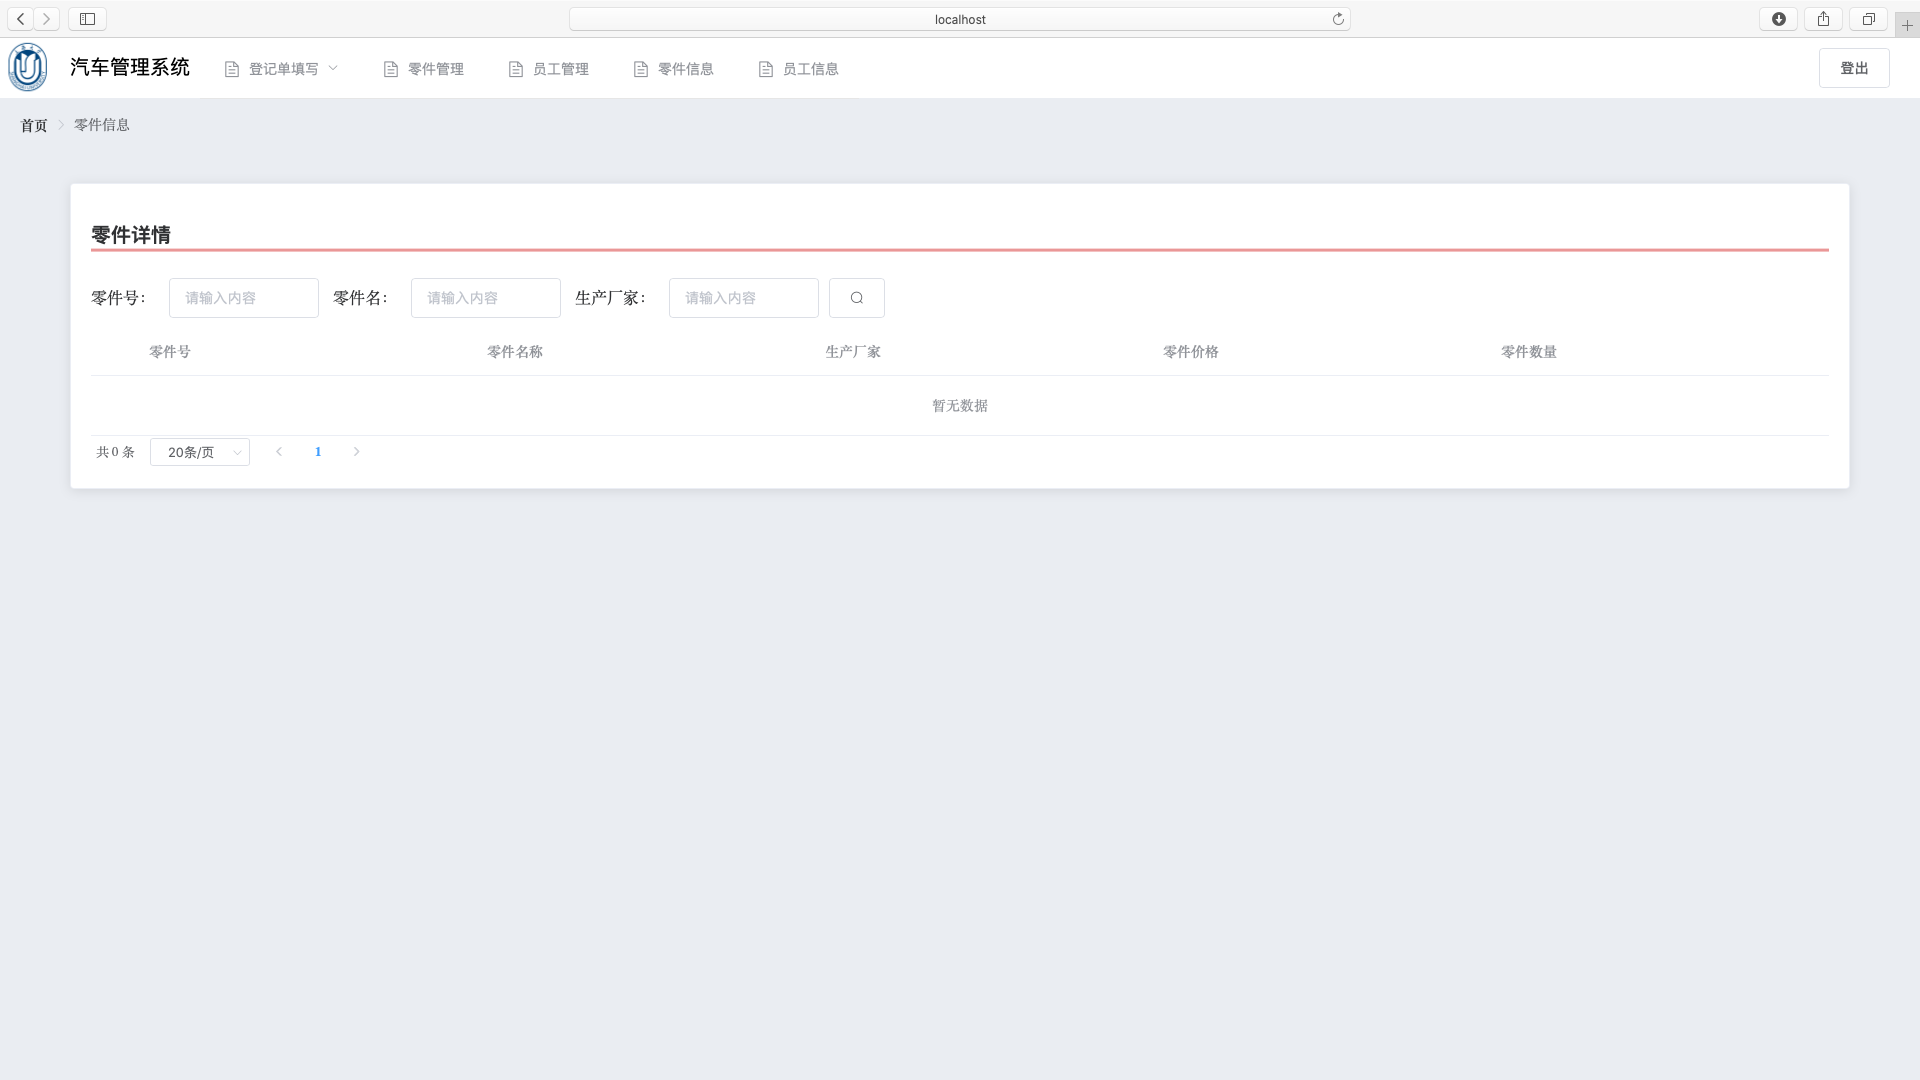 localhost
汽车管理系统 登记单填写 零件管理 员工管理 零件信息 员工信息 登出
首页 零件信息
零件详情
零件号： 请输入内容 零件名： 请输入内容 生产厂家： 请输入内容
零件号 零件名称 生产厂家 零件价格 零件数量
暂无数据
共 0 条 20条/页 1